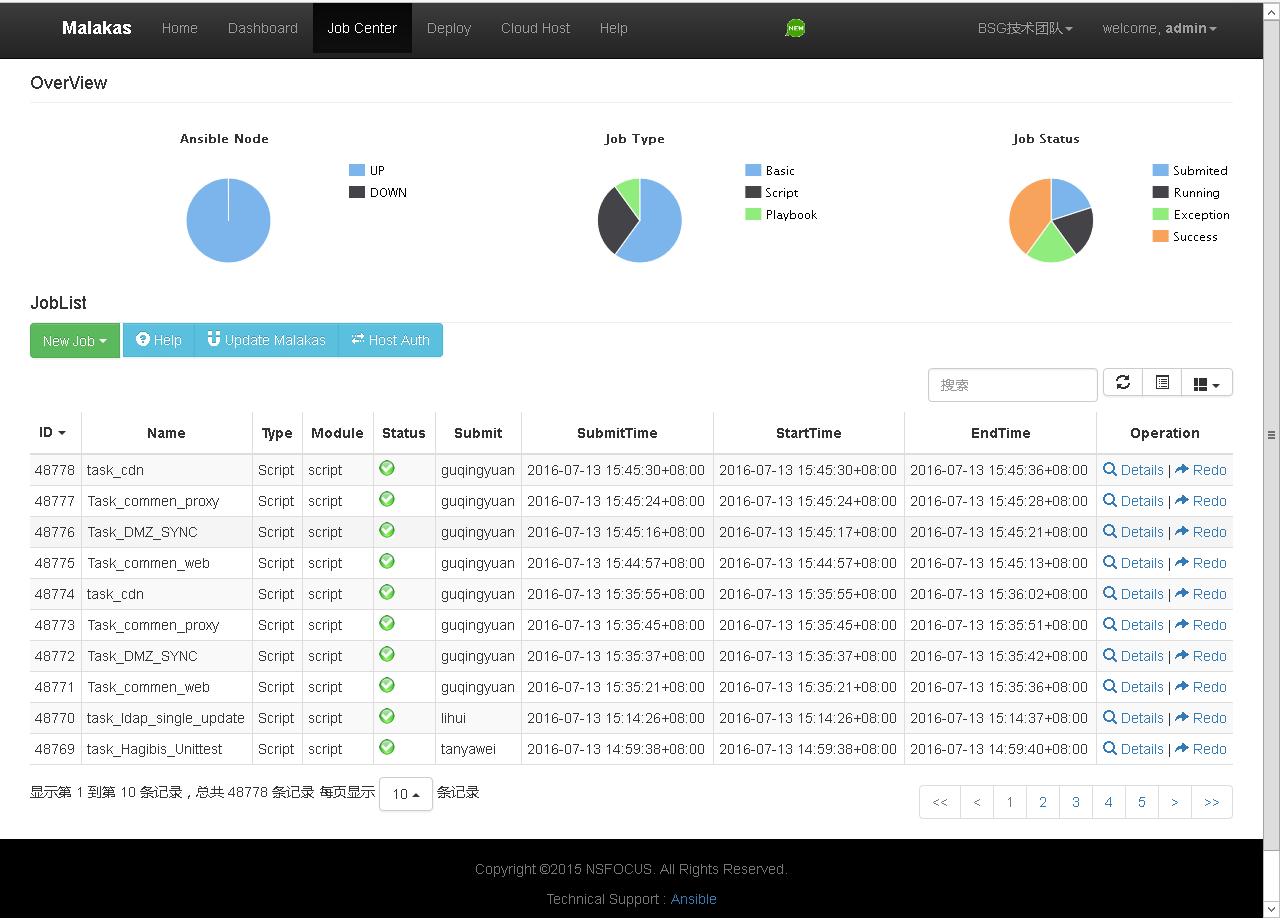 Malakas Home Dashboard Job Center Deploy Cloud Host Help NEW BSG技术团队 welcome, admin
OverView
Ansible Node
UP
DOWN
Job Type
Basic
Script
Playbook
Job Status
Submited
Running
Exception
Success
JobList
New Job Help Update Malakas Host Auth
搜索
ID Name Type Module Status Submit SubmitTime StartTime EndTime Operation
48778 task_cdn Script script guqingyuan 2016-07-13 15:45:30+08:00 2016-07-13 15:45:30+08:00 2016-07-13 15:45:36+08:00 Details | Redo
48777 Task_commen_proxy Script script guqingyuan 2016-07-13 15:45:24+08:00 2016-07-13 15:45:24+08:00 2016-07-13 15:45:28+08:00 Details | Redo
48776 Task_DMZ_SYNC Script script guqingyuan 2016-07-13 15:45:16+08:00 2016-07-13 15:45:17+08:00 2016-07-13 15:45:21+08:00 Details | Redo
48775 Task_commen_web Script script guqingyuan 2016-07-13 15:44:57+08:00 2016-07-13 15:44:57+08:00 2016-07-13 15:45:13+08:00 Details | Redo
48774 task_cdn Script script guqingyuan 2016-07-13 15:35:55+08:00 2016-07-13 15:35:55+08:00 2016-07-13 15:36:02+08:00 Details | Redo
48773 Task_commen_proxy Script script guqingyuan 2016-07-13 15:35:45+08:00 2016-07-13 15:35:45+08:00 2016-07-13 15:35:51+08:00 Details | Redo
48772 Task_DMZ_SYNC Script script guqingyuan 2016-07-13 15:35:37+08:00 2016-07-13 15:35:37+08:00 2016-07-13 15:35:42+08:00 Details | Redo
48771 Task_commen_web Script script guqingyuan 2016-07-13 15:35:21+08:00 2016-07-13 15:35:21+08:00 2016-07-13 15:35:36+08:00 Details | Redo
48770 task_ldap_single_update Script script lihui 2016-07-13 15:14:26+08:00 2016-07-13 15:14:26+08:00 2016-07-13 15:14:37+08:00 Details | Redo
48769 task_Hagibis_Unittest Script script tanyawei 2016-07-13 14:59:38+08:00 2016-07-13 14:59:38+08:00 2016-07-13 14:59:40+08:00 Details | Redo
显示第 1 到第 10 条记录，总共 48778 条记录 每页显示 10 条记录
<< < 1 2 3 4 5 > >>
Copyright ©2015 NSFOCUS. All Rights Reserved.
Technical Support : Ansible